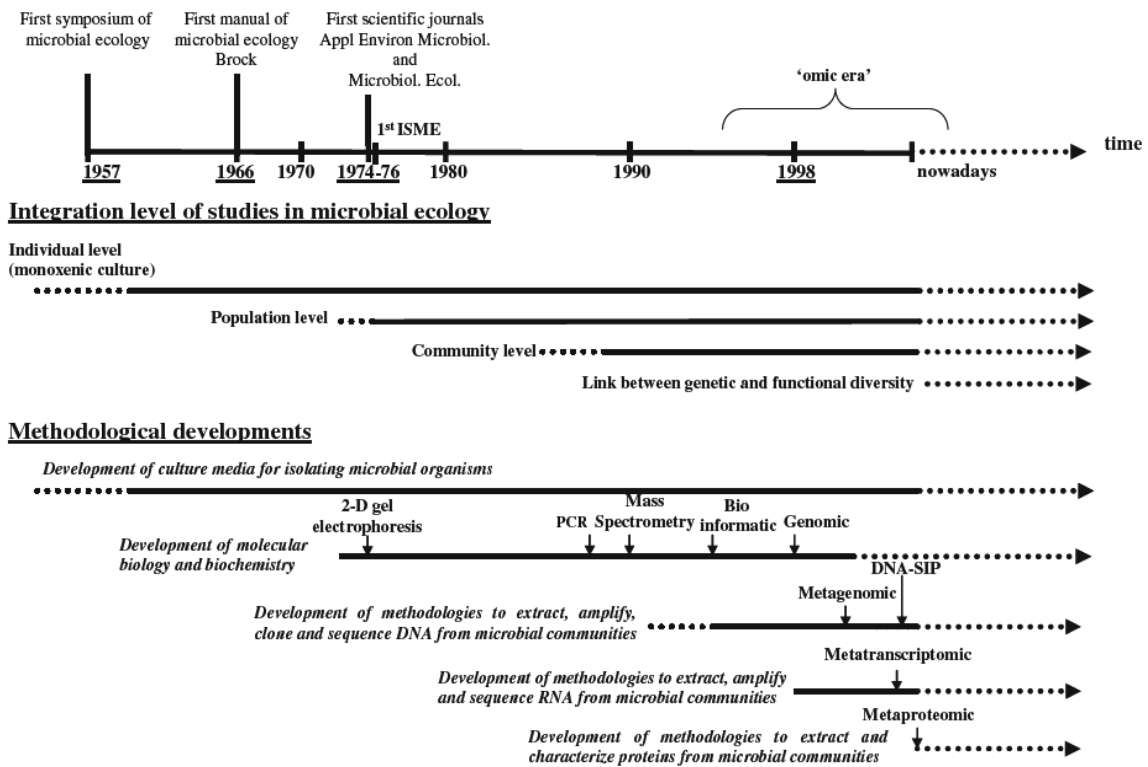 First symposium of
microbial ecology
First manual of
microbial ecology
Brock
First scientific journals
Appl Environ Microbiol.
and
Microbiol. Ecol.
'omic era'
1st ISME
time
1957
1966
1970
1974-76
1980
1990
1998
nowadays
Integration level of studies in microbial ecology
Individual level
(monoxenic culture)
Population level
Community level
Link between genetic and functional diversity
Methodological developments
Development of culture media for isolating microbial organisms
2-D gel
electrophoresis
PCR
Mass
Spectrometry
Bio
informatic
Genomic
Development of molecular
biology and biochemistry
DNA-SIP
Metagenomic
Development of methodologies to extract, amplify,
clone and sequence DNA from microbial communities
Metatranscriptomic
Development of methodologies to extract, amplify
and sequence RNA from microbial communities
Metaproteomic
Development of methodologies to extract and
characterize proteins from microbial communities